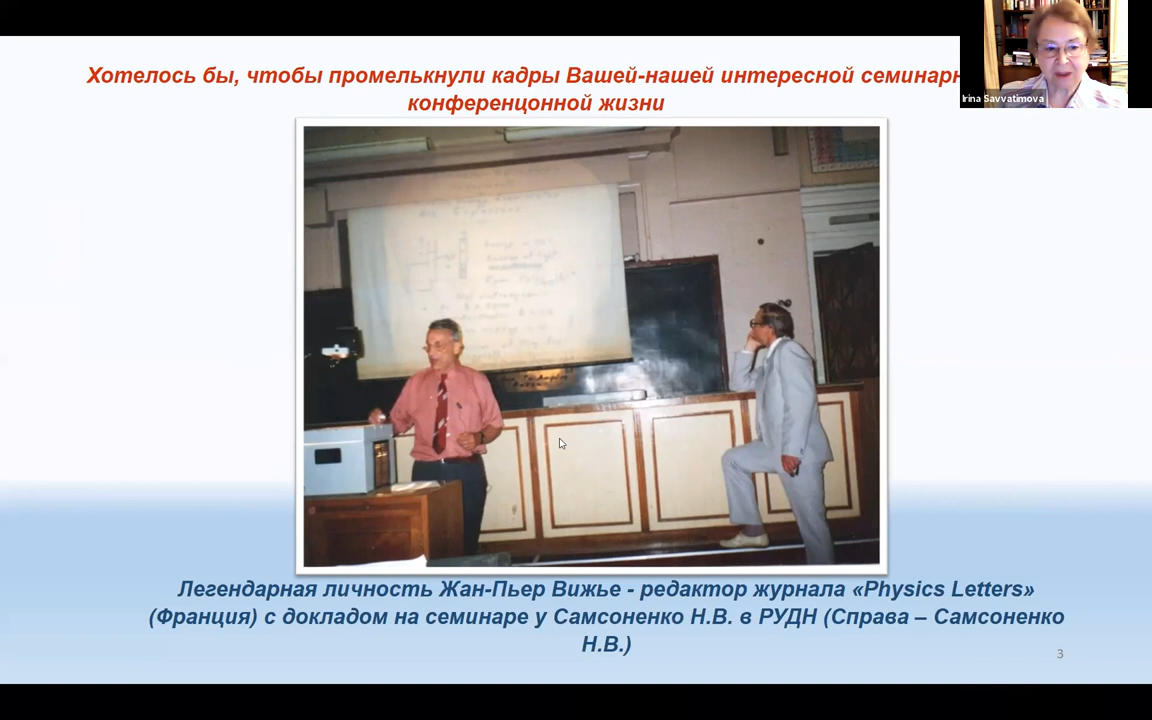 Хотелось бы, чтобы промелькнули кадры Вашей-нашей интересной семинарн
конференцонной жизни
Irina Savvatimova
Легендарная личность Жан-Пьер Вижье - редактор журнала «Physics Letters»
(Франция) с докладом на семинаре у Самсоненко Н.В. в РУДН (Справа – Самсоненко
Н.В.)
3